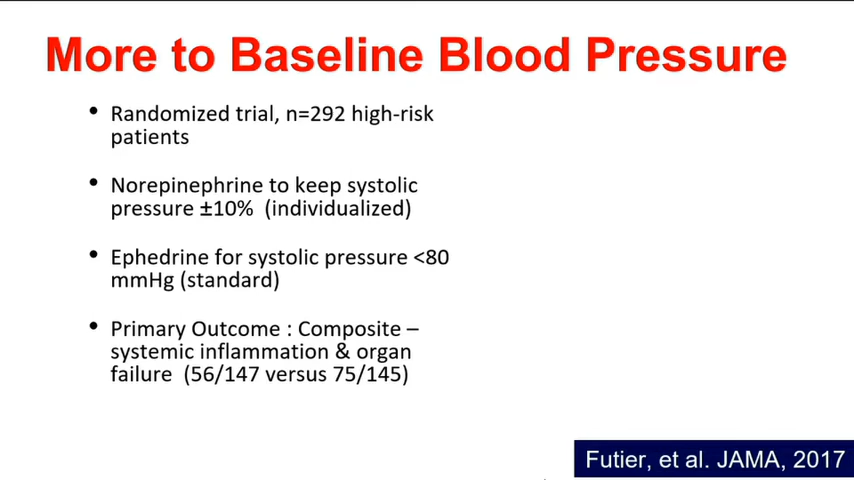 More to Baseline Blood Pressure
• Randomized trial, n=292 high-risk
patients
• Norepinephrine to keep systolic
pressure ±10% (individualized)
• Ephedrine for systolic pressure <80
mmHg (standard)
• Primary Outcome : Composite –
systemic inflammation & organ
failure (56/147 versus 75/145)
Futier, et al. JAMA, 2017